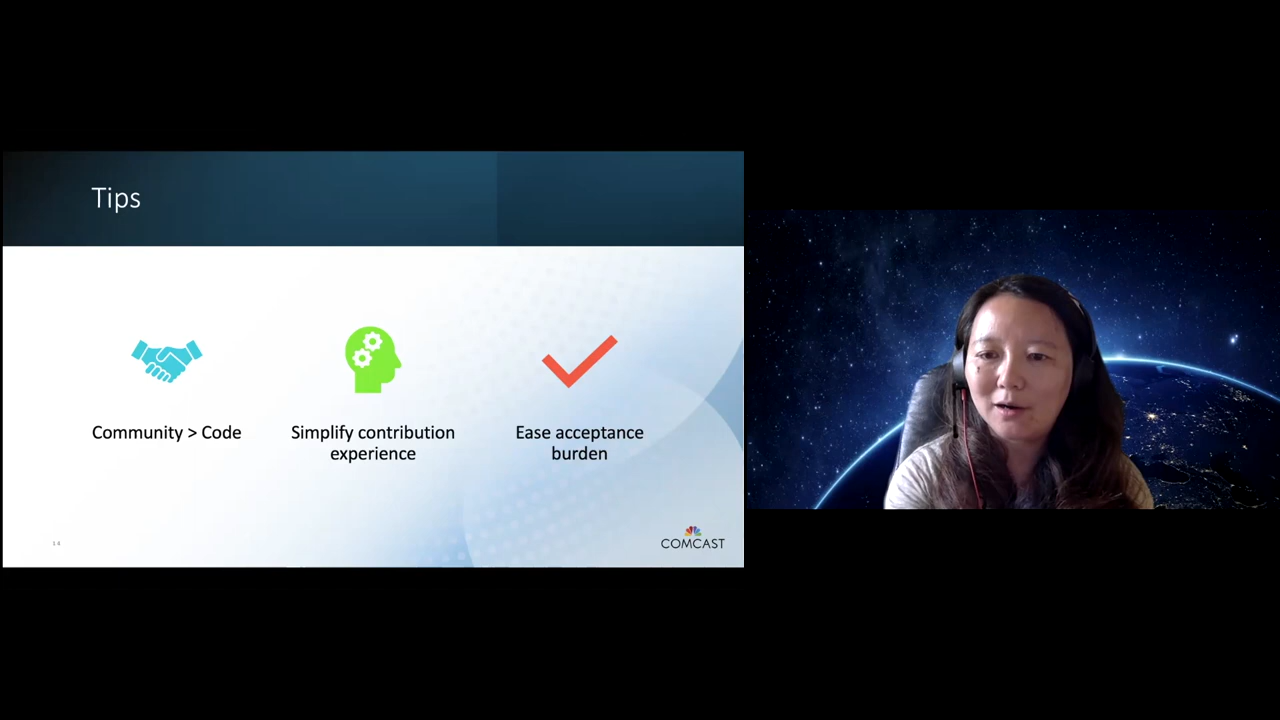 Tips
Community > Code
Simplify contribution
experience
Ease acceptance
burden
COMCAST